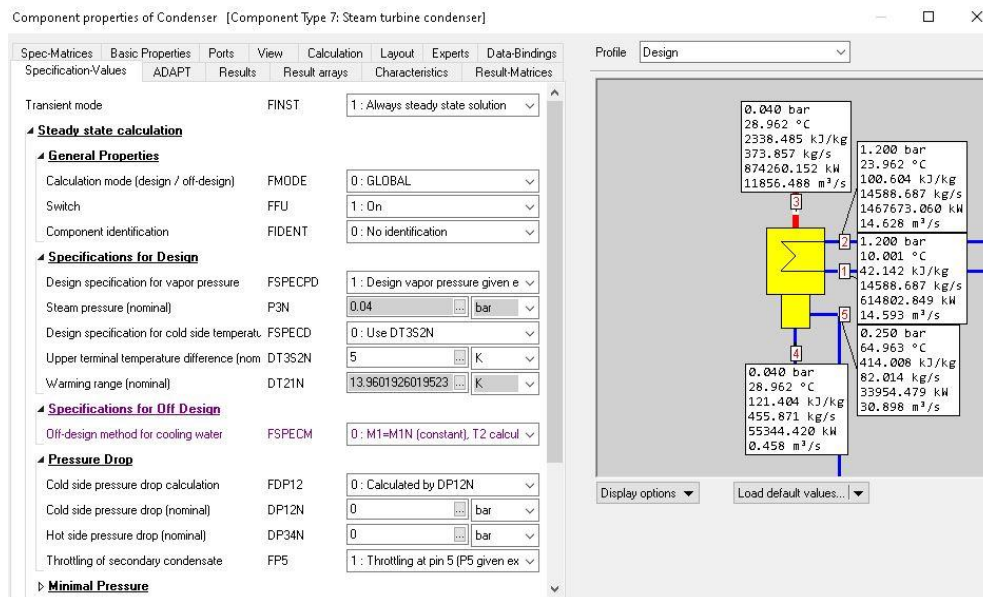 Component properties of Condenser [Component Type 7: Steam turbine condenser]
Spec-Matrices Basic Properties Ports View Calculation Layout Experts Data-Bindings
Specification-Values ADAPT Results Result arrays Characteristics Result-Matrices
Profile Design
Transient mode FINST 1 : Always steady state solution
Steady state calculation
General Properties
Calculation mode (design / off-design) FMODE 0 : GLOBAL
Switch FFU 1 : On
Component identification FIDENT 0 : No identification
Specifications for Design
Design specification for vapor pressure FSPECPD 1 : Design vapor pressure given e
Steam pressure (nominal) P3N 0.04 ... bar
Design specification for cold side temperatu FSPECD 0 : Use DT3S2N
Upper terminal temperature difference (nom DT3S2N 5 ... K
Warming range (nominal) DT21N 13.9601926019523 ... K
Specifications for Off Design
Off-design method for cooling water FSPECM 0 : M1=M1N (constant), T2 calcul
Pressure Drop
Cold side pressure drop calculation FDP12 0 : Calculated by DP12N
Cold side pressure drop (nominal) DP12N 0 ... bar
Hot side pressure drop (nominal) DP34N 0 ... bar
Throttling of secondary condensate FP5 1 : Throttling at pin 5 (P5 given ex
Minimal Pressure
0.040 bar
28.962 °C
2338.485 kJ/kg
373.857 kg/s
874260.152 kW
11856.488 m³/s
3
1.200 bar
23.962 °C
100.604 kJ/kg
14588.687 kg/s
1467673.060 kW
14.628 m³/s
2
1.200 bar
10.001 °C
42.142 kJ/kg
14588.687 kg/s
614802.849 kW
14.593 m³/s
1
5
0.250 bar
64.963 °C
414.008 kJ/kg
82.014 kg/s
33954.479 kW
30.898 m³/s
4
0.040 bar
28.962 °C
121.404 kJ/kg
455.871 kg/s
55344.420 kW
0.458 m³/s
Display options Load default values...